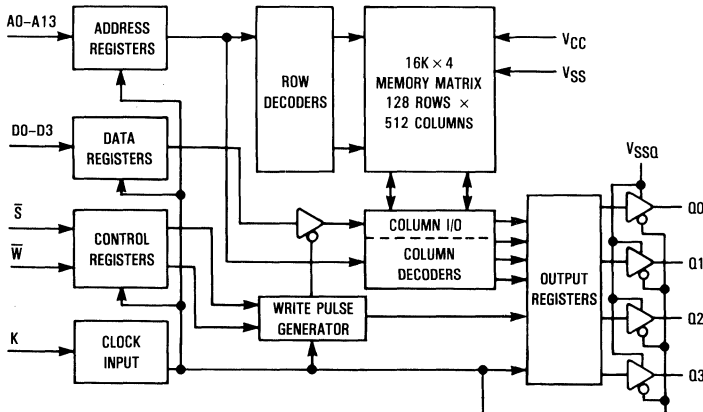 A0–A13
ADDRESS
REGISTERS
ROW
DECODERS
16K × 4
MEMORY MATRIX
128 ROWS ×
512 COLUMNS
VCC
VSS
D0–D3
DATA
REGISTERS
VSSQ
S̅
W̅
CONTROL
REGISTERS
COLUMN I/O
COLUMN
DECODERS
OUTPUT
REGISTERS
Q0
Q1
Q2
Q3
WRITE PULSE
GENERATOR
K
CLOCK
INPUT